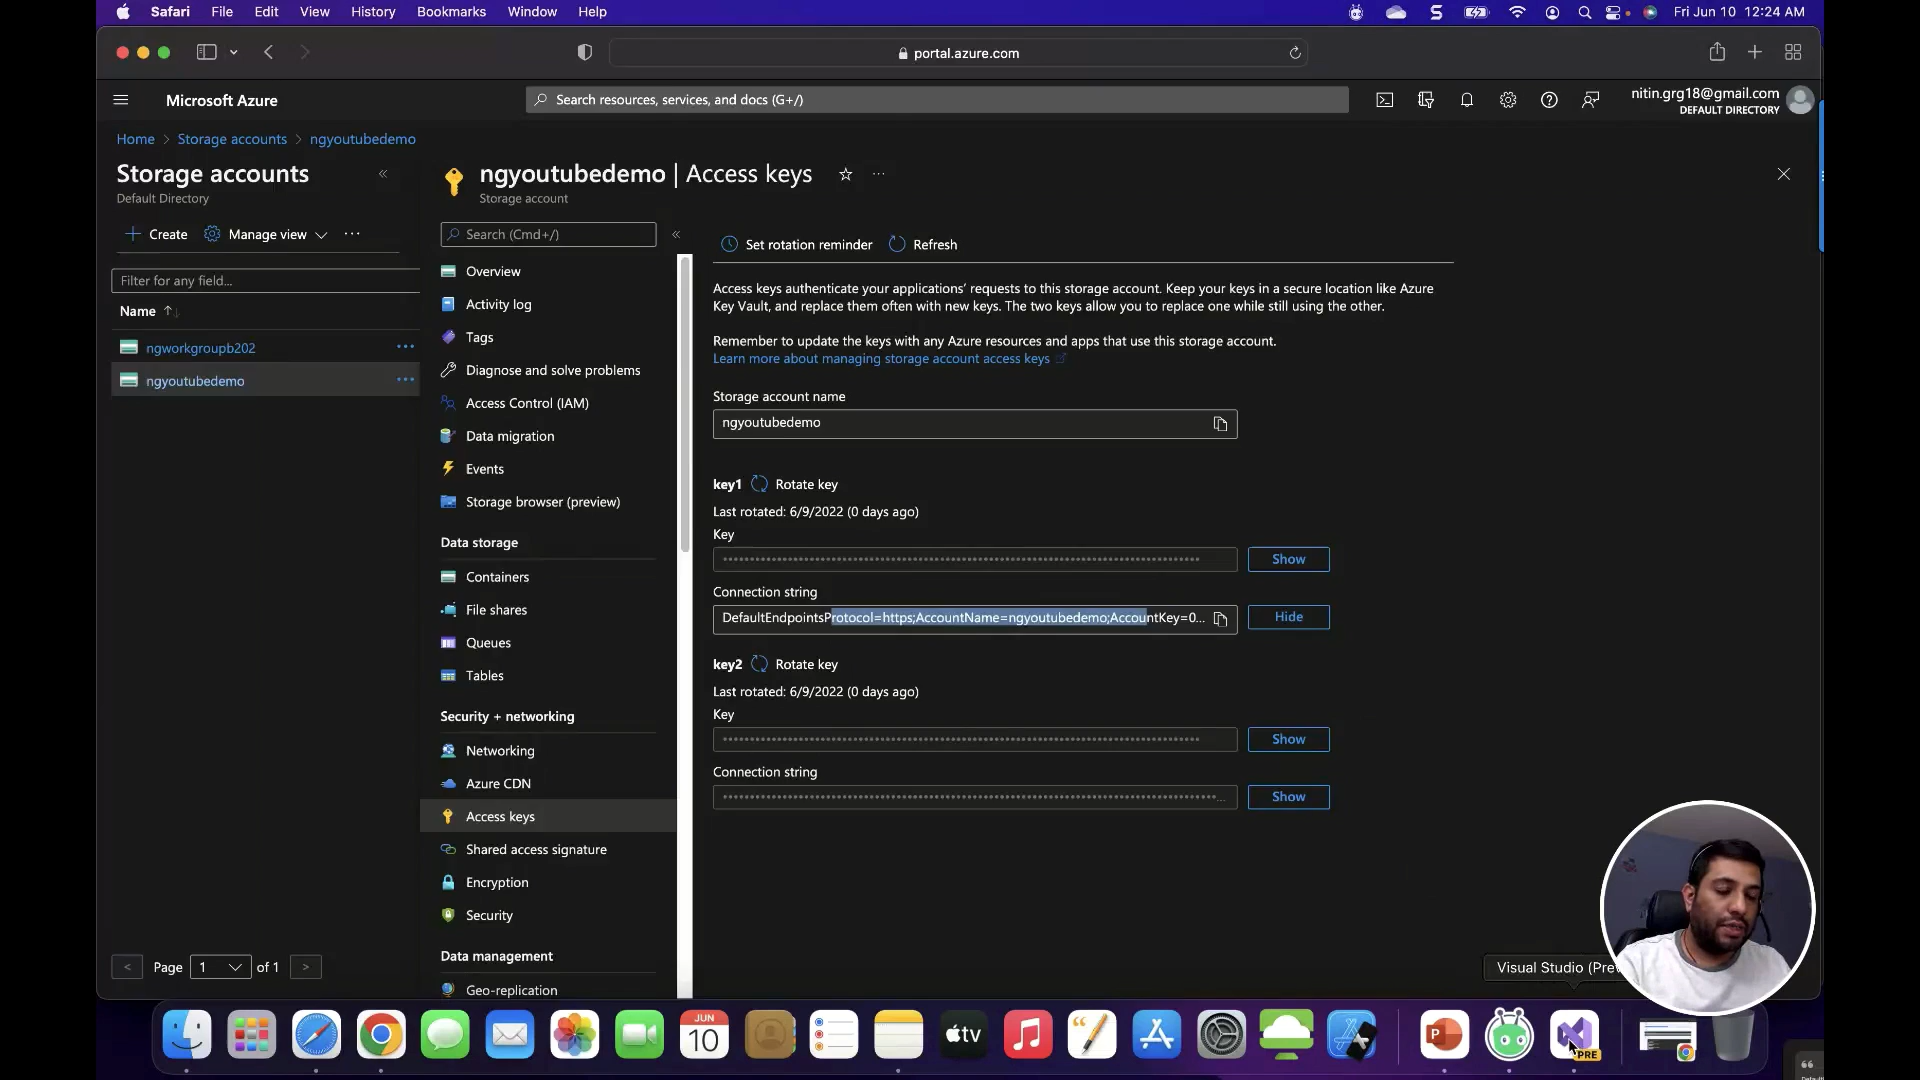 Safari File Edit View History Bookmarks Window Help
Fri Jun 10 12:24 AM
portal.azure.com
Microsoft Azure
Search resources, services, and docs (G+/)
nitin.grg18@gmail.com
DEFAULT DIRECTORY
Home > Storage accounts > ngyoutubedemo
Storage accounts
Default Directory
Create
Manage view
Filter for any field...
Name
ngworkgroupb202
ngyoutubedemo
Page 1 of 1
ngyoutubedemo | Access keys
Storage account
Search (Cmd+/)
Overview
Activity log
Tags
Diagnose and solve problems
Access Control (IAM)
Data migration
Events
Storage browser (preview)
Data storage
Containers
File shares
Queues
Tables
Security + networking
Networking
Azure CDN
Access keys
Shared access signature
Encryption
Security
Data management
Geo-replication
Set rotation reminder
Refresh
Access keys authenticate your applications' requests to this storage account. Keep your keys in a secure location like Azure
Key Vault, and replace them often with new keys. The two keys allow you to replace one while still using the other.
Remember to update the keys with any Azure resources and apps that use this storage account.
Learn more about managing storage account access keys
Storage account name
ngyoutubedemo
key1 Rotate key
Last rotated: 6/9/2022 (0 days ago)
Key
Show
Connection string
DefaultEndpointsProtocol=https;AccountName=ngyoutubedemo;AccountKey=0...
Hide
key2 Rotate key
Last rotated: 6/9/2022 (0 days ago)
Key
Show
Connection string
Show
Visual Studio
JUN
10
tv
P
PRE